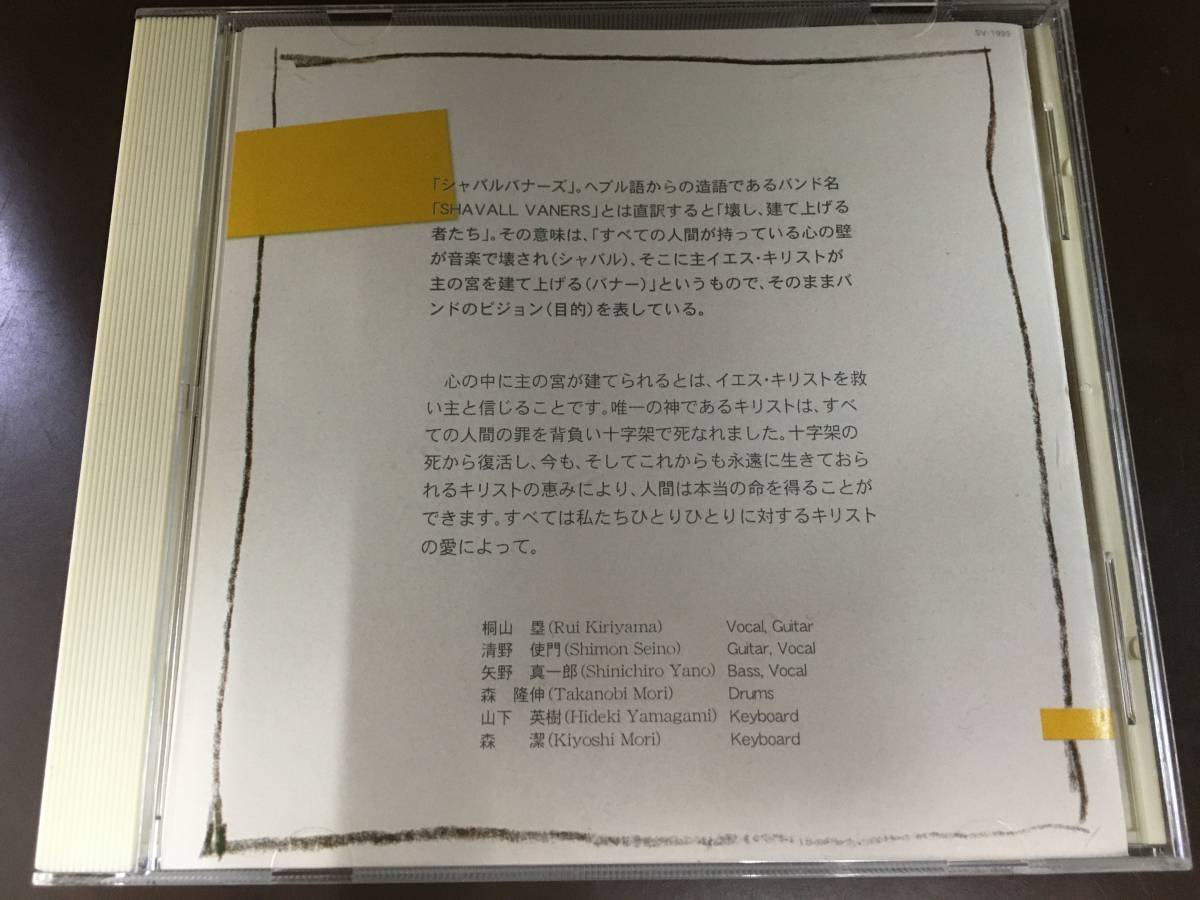 SV-1999
「シャバルバナーズ」。ヘブル語からの造語であるバンド名
「SHAVALL VANERS」とは直訳すると「壊し、建て上げる
者たち」。その意味は、「すべての人間が持っている心の壁
が音楽で壊され(シャバル)、そこに主イエス・キリストが
主の宮を建て上げる(バナー)」というもので、そのままバ
ンドのビジョン(目的)を表している。
心の中に主の宮が建てられるとは、イエス・キリストを救
い主と信じることです。唯一の神であるキリストは、すべ
ての人間の罪を背負い十字架で死なれました。十字架の
死から復活し、今も、そしてこれからも永遠に生きておら
れるキリストの恵みにより、人間は本当の命を得ることが
できます。すべては私たちひとりひとりに対するキリスト
の愛によって。
桐山　塁(Rui Kiriyama) Vocal, Guitar
清野　使門(Shimon Seino) Guitar, Vocal
矢野　真一郎(Shinichiro Yano) Bass, Vocal
森　隆伸(Takanobi Mori) Drums
山下　英樹(Hideki Yamagami) Keyboard
森　潔(Kiyoshi Mori) Keyboard